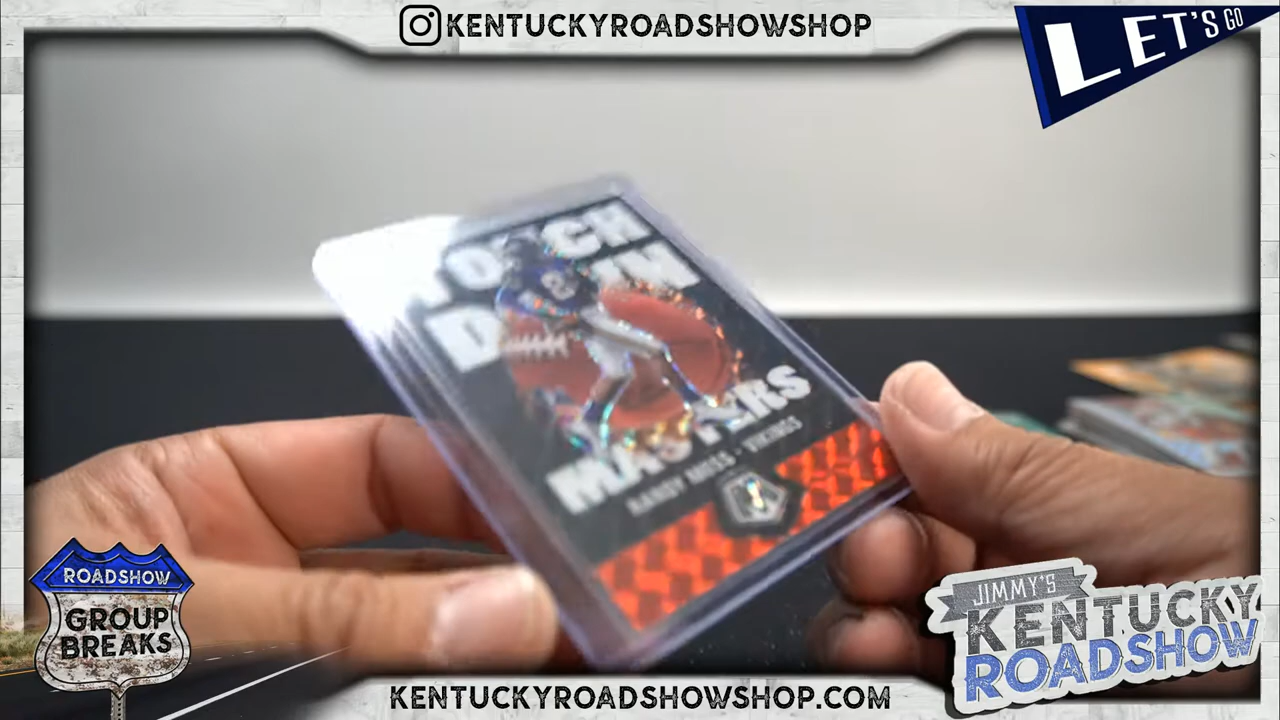 KENTUCKYROADSHOWSHOP
LET'S GO
TOUCH
DOWN
MASTERS
RANDY MOSS - VIKINGS
ROADSHOW
GROUP
BREAKS
JIMMY'S
KENTUCKY
ROADSHOW
KENTUCKYROADSHOWSHOP.COM